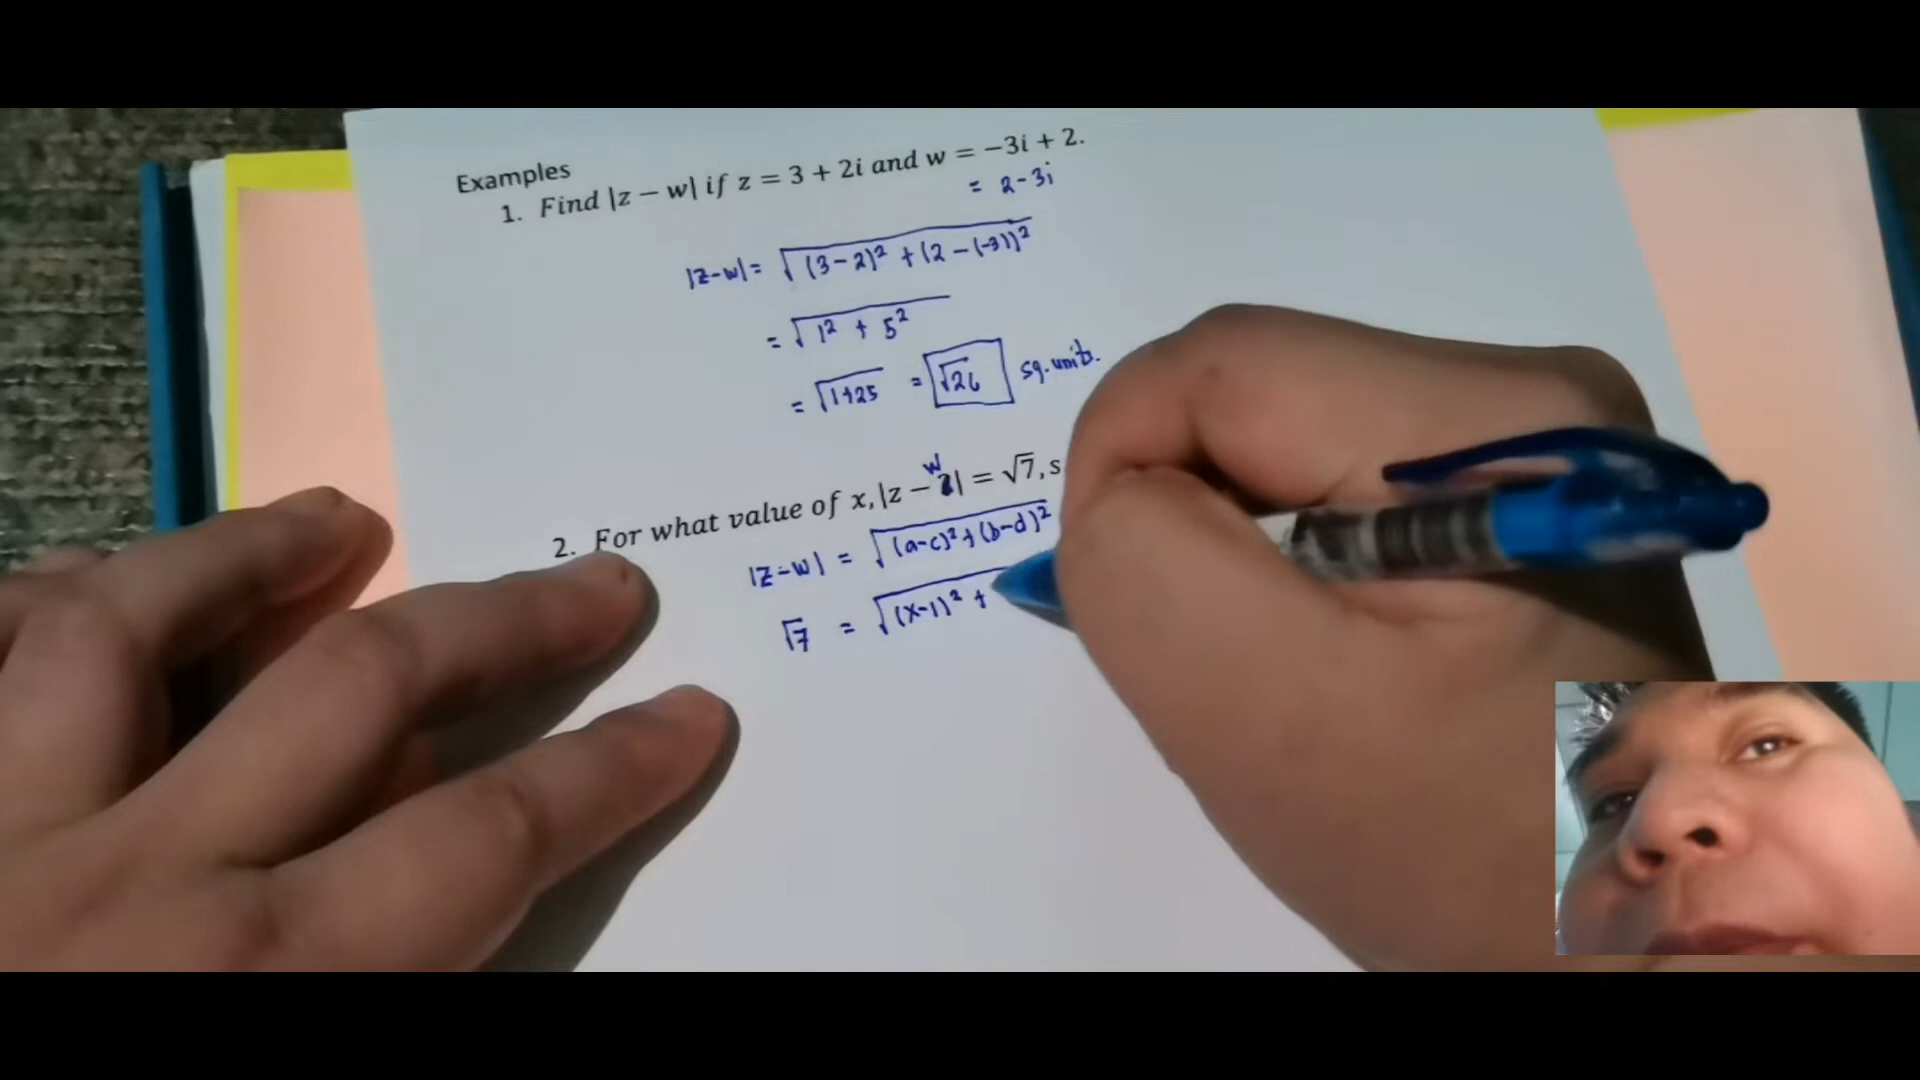 Examples
1. Find |z − w| if z = 3 + 2i and w = −3i + 2.
= 2 - 3i
|z-w| = √(3-2)² + (2-(-3))²
= √1² + 5²
= √1+25 = √26 sq. units.
w
2. For what value of x, |z − | = √7, s
|z-w| = √(a-c)² + (b-d)²
√7 = √(x-1)² +